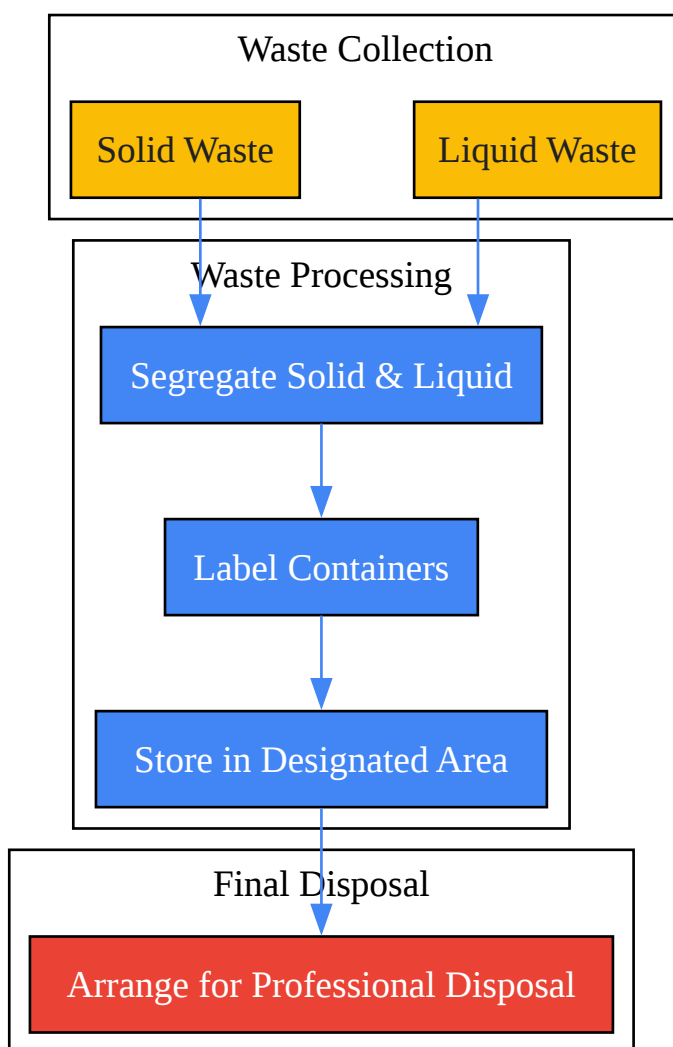 Waste Collection
Solid Waste
Liquid Waste
Waste Processing
Segregate Solid & Liquid
Label Containers
Store in Designated Area
Final Disposal
Arrange for Professional Disposal